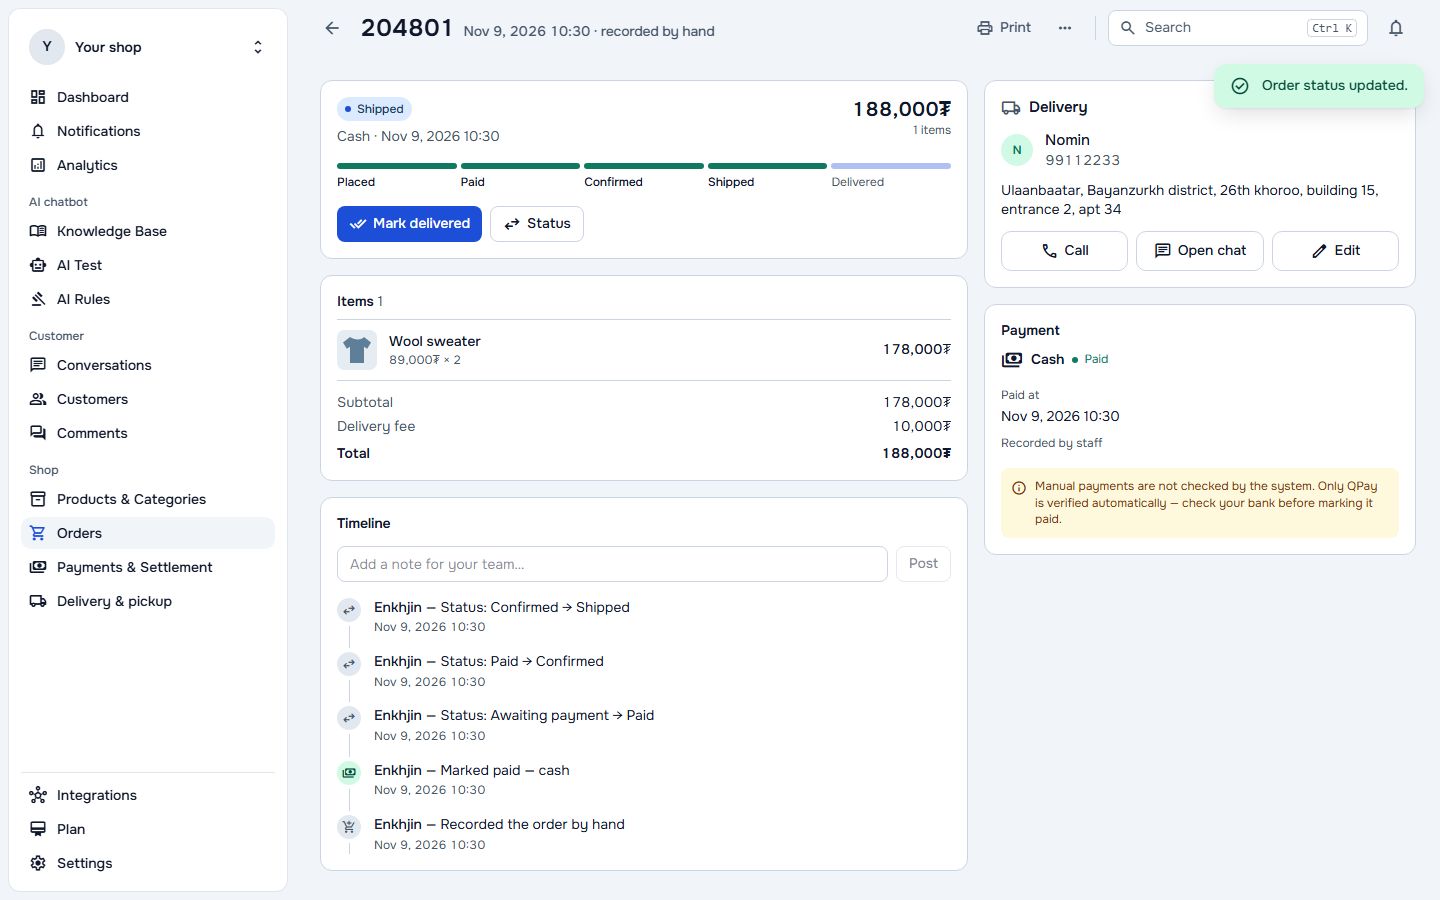 Y Your shop
Dashboard
Notifications
Analytics
AI chatbot
Knowledge Base
AI Test
AI Rules
Customer
Conversations
Customers
Comments
Shop
Products & Categories
Orders
Payments & Settlement
Delivery & pickup
Integrations
Plan
Settings
204801 Nov 9, 2026 10:30 · recorded by hand
Print
Search Ctrl K
Order status updated.
Shipped
188,000₮
Cash · Nov 9, 2026 10:30
1 items
Placed Paid Confirmed Shipped Delivered
Mark delivered Status
Items 1
Wool sweater
89,000₮ × 2
178,000₮
Subtotal 178,000₮
Delivery fee 10,000₮
Total 188,000₮
Timeline
Add a note for your team...
Post
Enkhjin — Status: Confirmed → Shipped
Nov 9, 2026 10:30
Enkhjin — Status: Paid → Confirmed
Nov 9, 2026 10:30
Enkhjin — Status: Awaiting payment → Paid
Nov 9, 2026 10:30
Enkhjin — Marked paid — cash
Nov 9, 2026 10:30
Enkhjin — Recorded the order by hand
Nov 9, 2026 10:30
Delivery
N
Nomin
99112233
Ulaanbaatar, Bayanzurkh district, 26th khoroo, building 15,
entrance 2, apt 34
Call Open chat Edit
Payment
Cash Paid
Paid at
Nov 9, 2026 10:30
Recorded by staff
Manual payments are not checked by the system. Only QPay
is verified automatically — check your bank before marking it
paid.